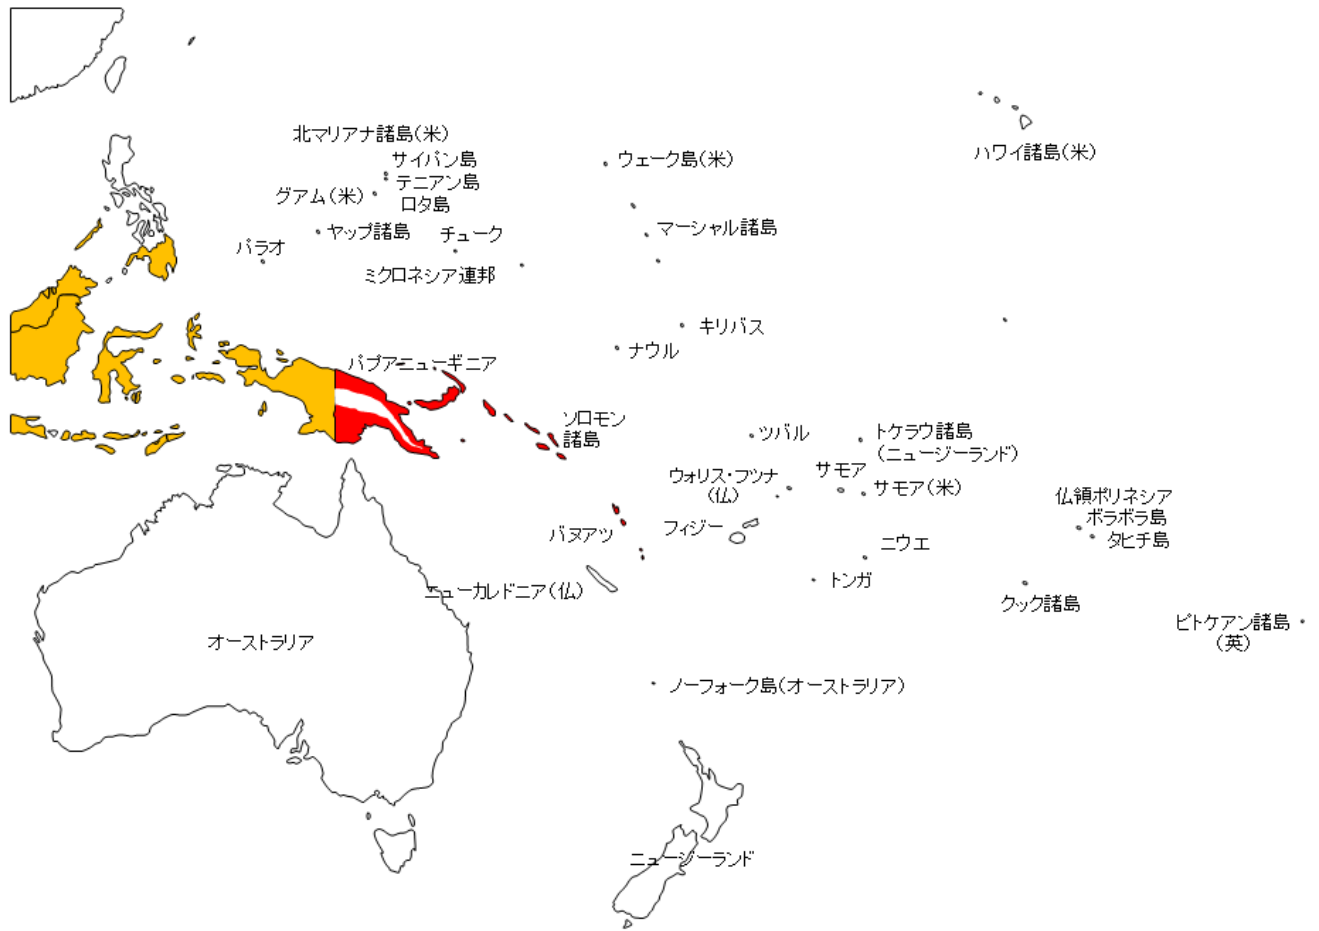 北マリアナ諸島(米)
サイパン島
テニアン島
グアム(米)
ロタ島
ヤップ諸島
チューク
パラオ
ミクロネシア連邦
ウェーク島(米)
マーシャル諸島
ハワイ諸島(米)
キリバス
ナウル
パプアニューギニア
ソロモン
諸島
ツバル
トケラウ諸島
(ニュージーランド)
ウォリス・フツナ
(仏)
サモア
サモア(米)
仏領ポリネシア
ボラボラ島
タヒチ島
バヌアツ
フィジー
ニウエ
トンガ
ニューカレドニア(仏)
クック諸島
ピトケアン諸島
(英)
オーストラリア
ノーフォーク島(オーストラリア)
ニュージーランド